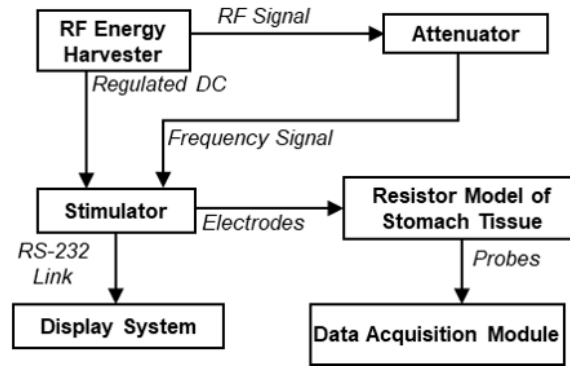 RF Energy
Harvester
RF Signal
Attenuator
Regulated DC
Frequency Signal
Stimulator
Electrodes
Resistor Model of
Stomach Tissue
RS-232
Link
Probes
Display System
Data Acquisition Module